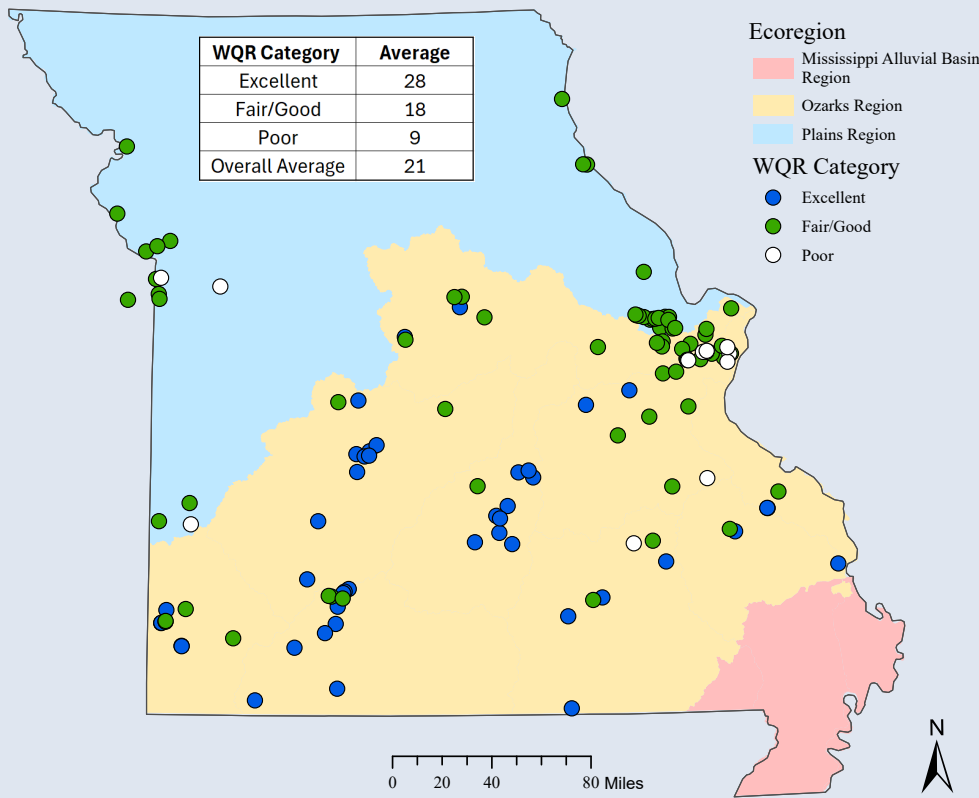 WQR Category Average
Excellent 28
Fair/Good 18
Poor 9
Overall Average 21
Ecoregion
Mississippi Alluvial Basin
Region
Ozarks Region
Plains Region
WQR Category
Excellent
Fair/Good
Poor
N
0 20 40 80 Miles